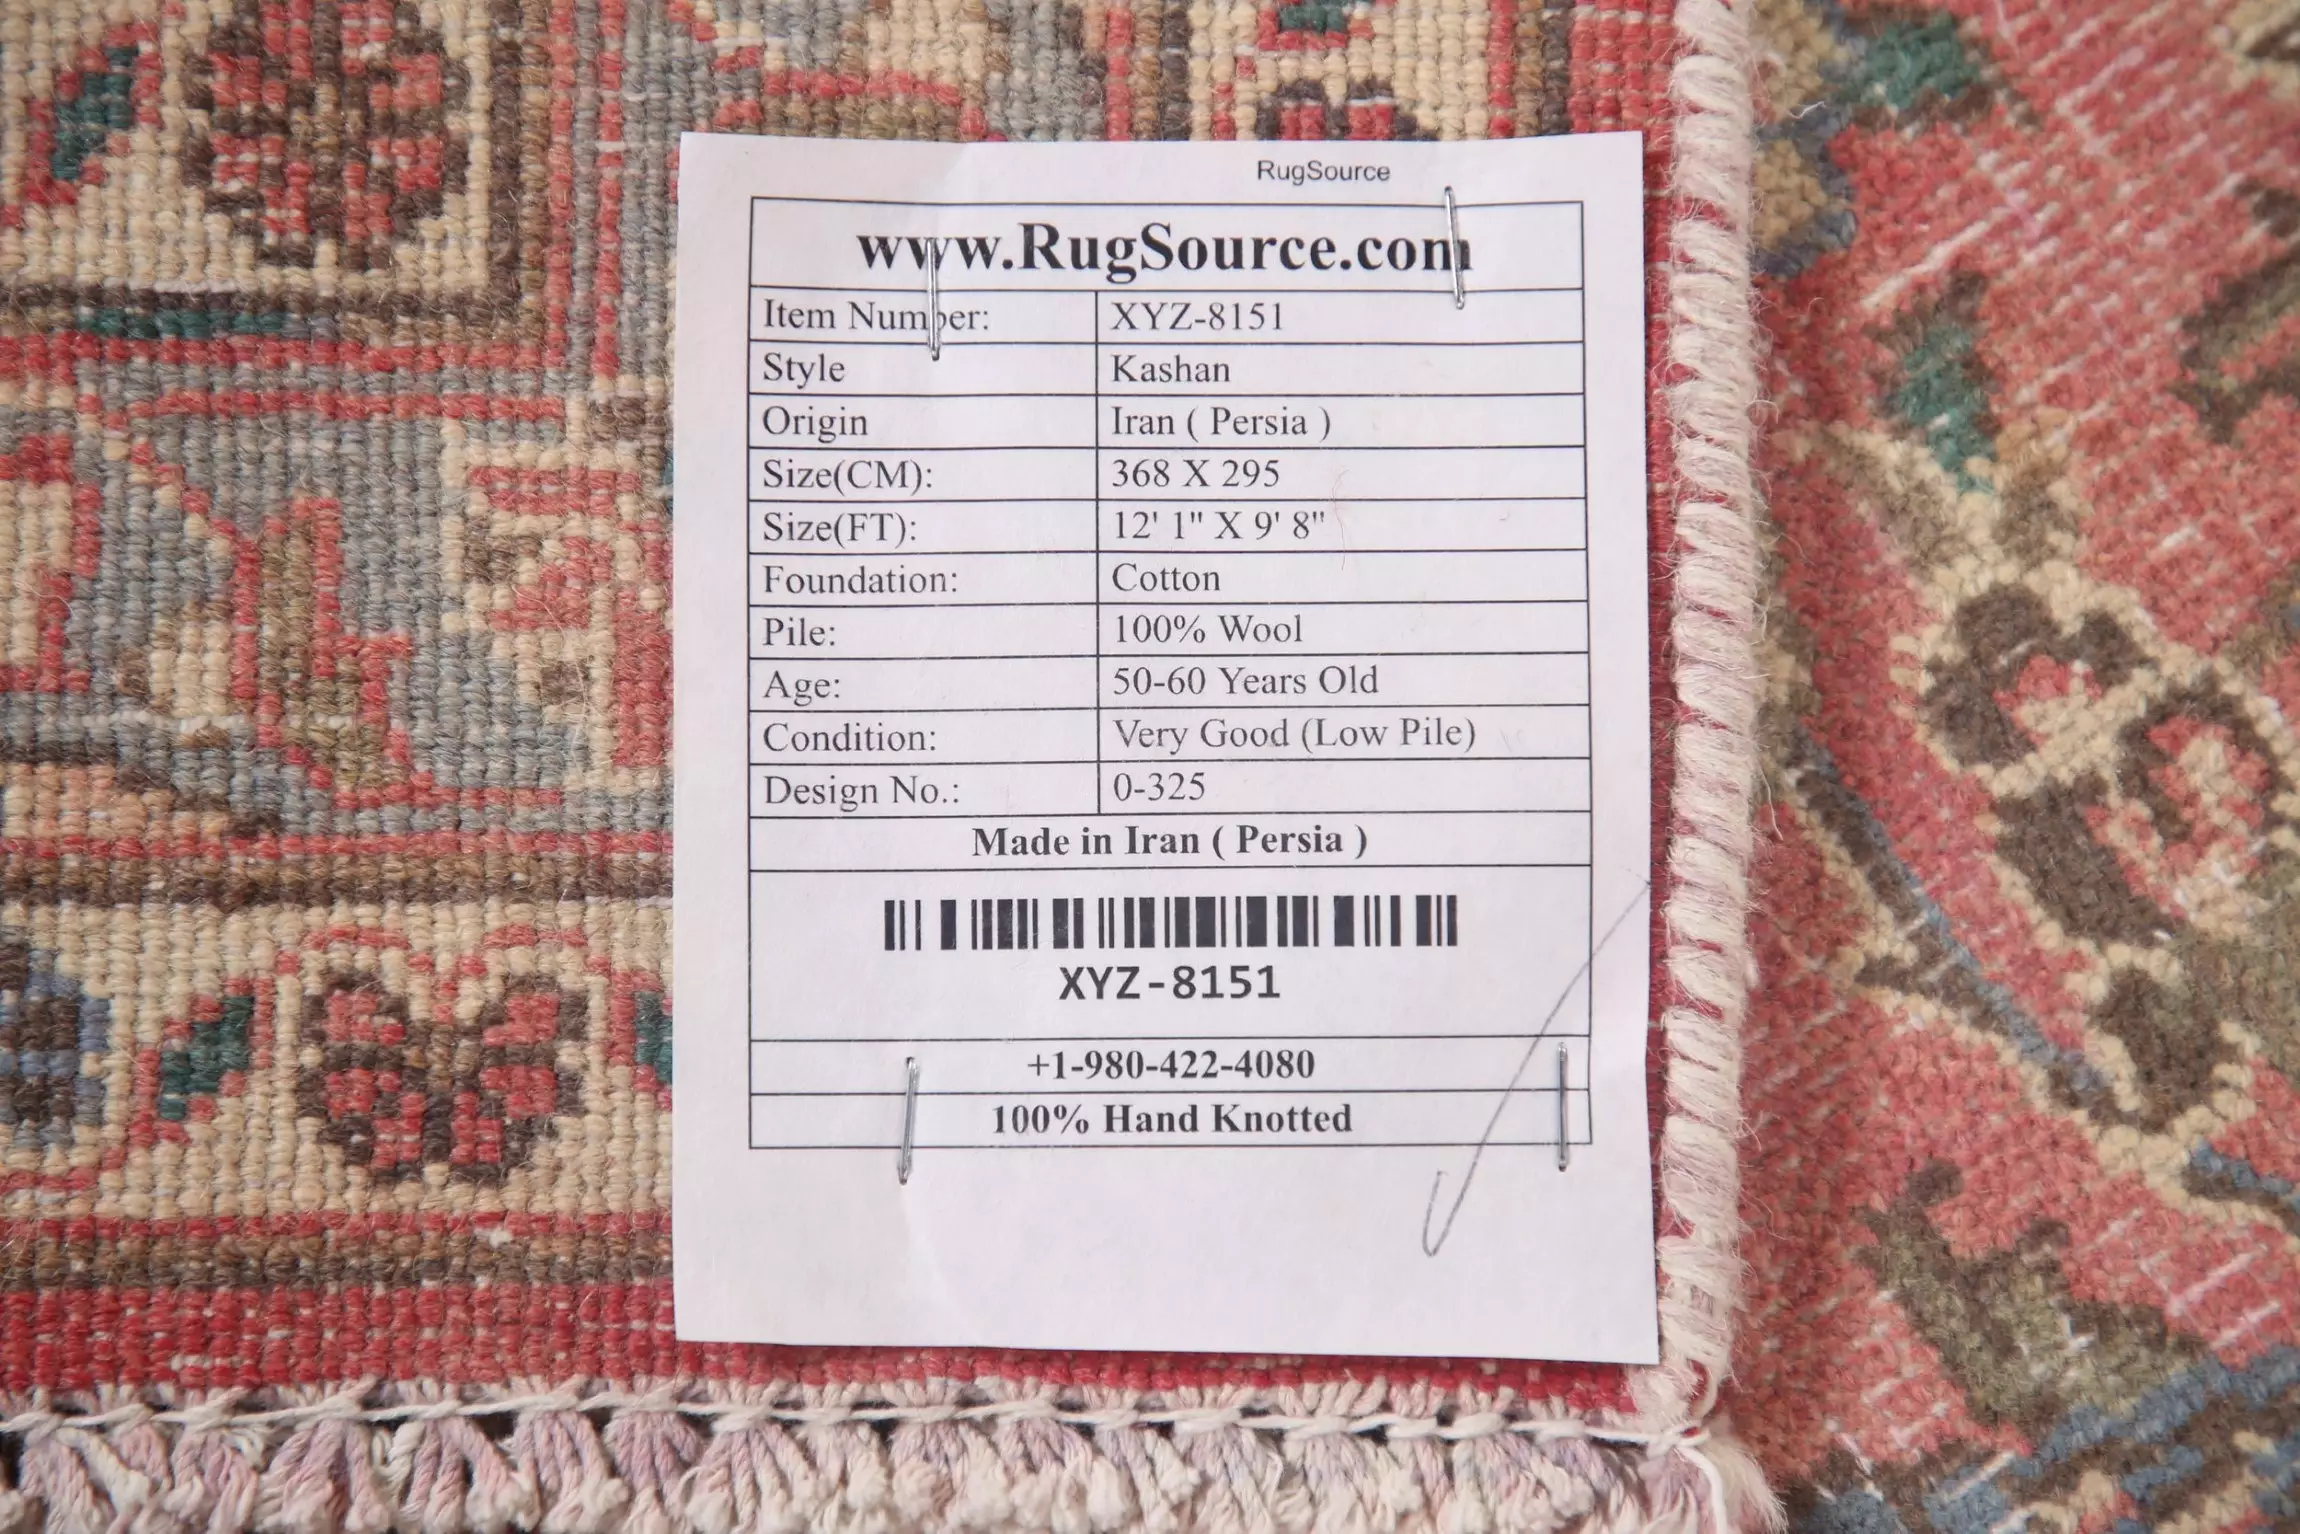 RugSource
www.RugSource.com
Item Number: XYZ-8151
Style Kashan
Origin Iran ( Persia )
Size(CM): 368 X 295
Size(FT): 12' 1" X 9' 8"
Foundation: Cotton
Pile: 100% Wool
Age: 50-60 Years Old
Condition: Very Good (Low Pile)
Design No.: 0-325
Made in Iran ( Persia )
XYZ-8151
+1-980-422-4080
100% Hand Knotted